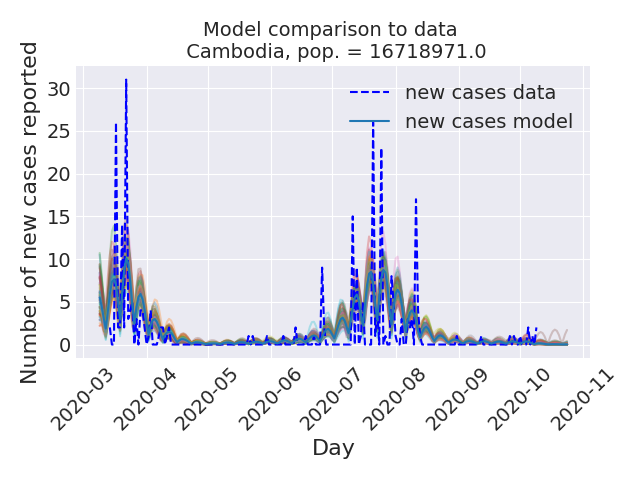 Model comparison to data
Cambodia, pop. = 16718971.0
Number of new cases reported
30
25
20
15
10
5
0
new cases data
new cases model
2020-03
2020-04
2020-05
2020-06
2020-07
2020-08
2020-09
2020-10
2020-11
Day